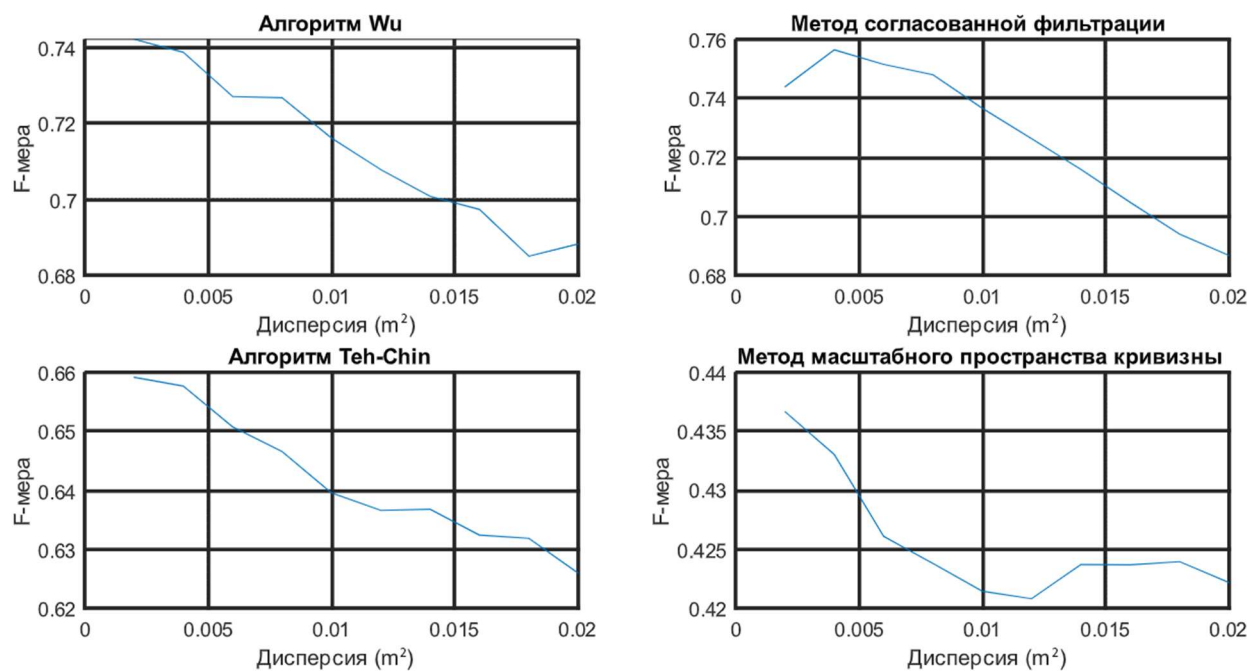 Алгоритм Wu
0.74
0.72
0.7
0.68
F-мера
0 0.005 0.01 0.015 0.02
Дисперсия (m²)
Метод согласованной фильтрации
0.76
0.74
0.72
0.7
0.68
F-мера
0 0.005 0.01 0.015 0.02
Дисперсия (m²)
Алгоритм Teh-Chin
0.66
0.65
0.64
0.63
0.62
F-мера
0 0.005 0.01 0.015 0.02
Дисперсия (m²)
Метод масштабного пространства кривизны
0.44
0.435
0.43
0.425
0.42
F-мера
0 0.005 0.01 0.015 0.02
Дисперсия (m²)